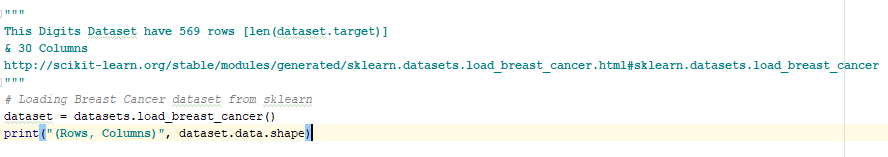 """
This Digits Dataset have 569 rows [len(dataset.target)]
& 30 Columns
http://scikit-learn.org/stable/modules/generated/sklearn.datasets.load_breast_cancer.html#sklearn.datasets.load_breast_cancer
"""
# Loading Breast Cancer dataset from sklearn
dataset = datasets.load_breast_cancer()
print("(Rows, Columns)", dataset.data.shape)